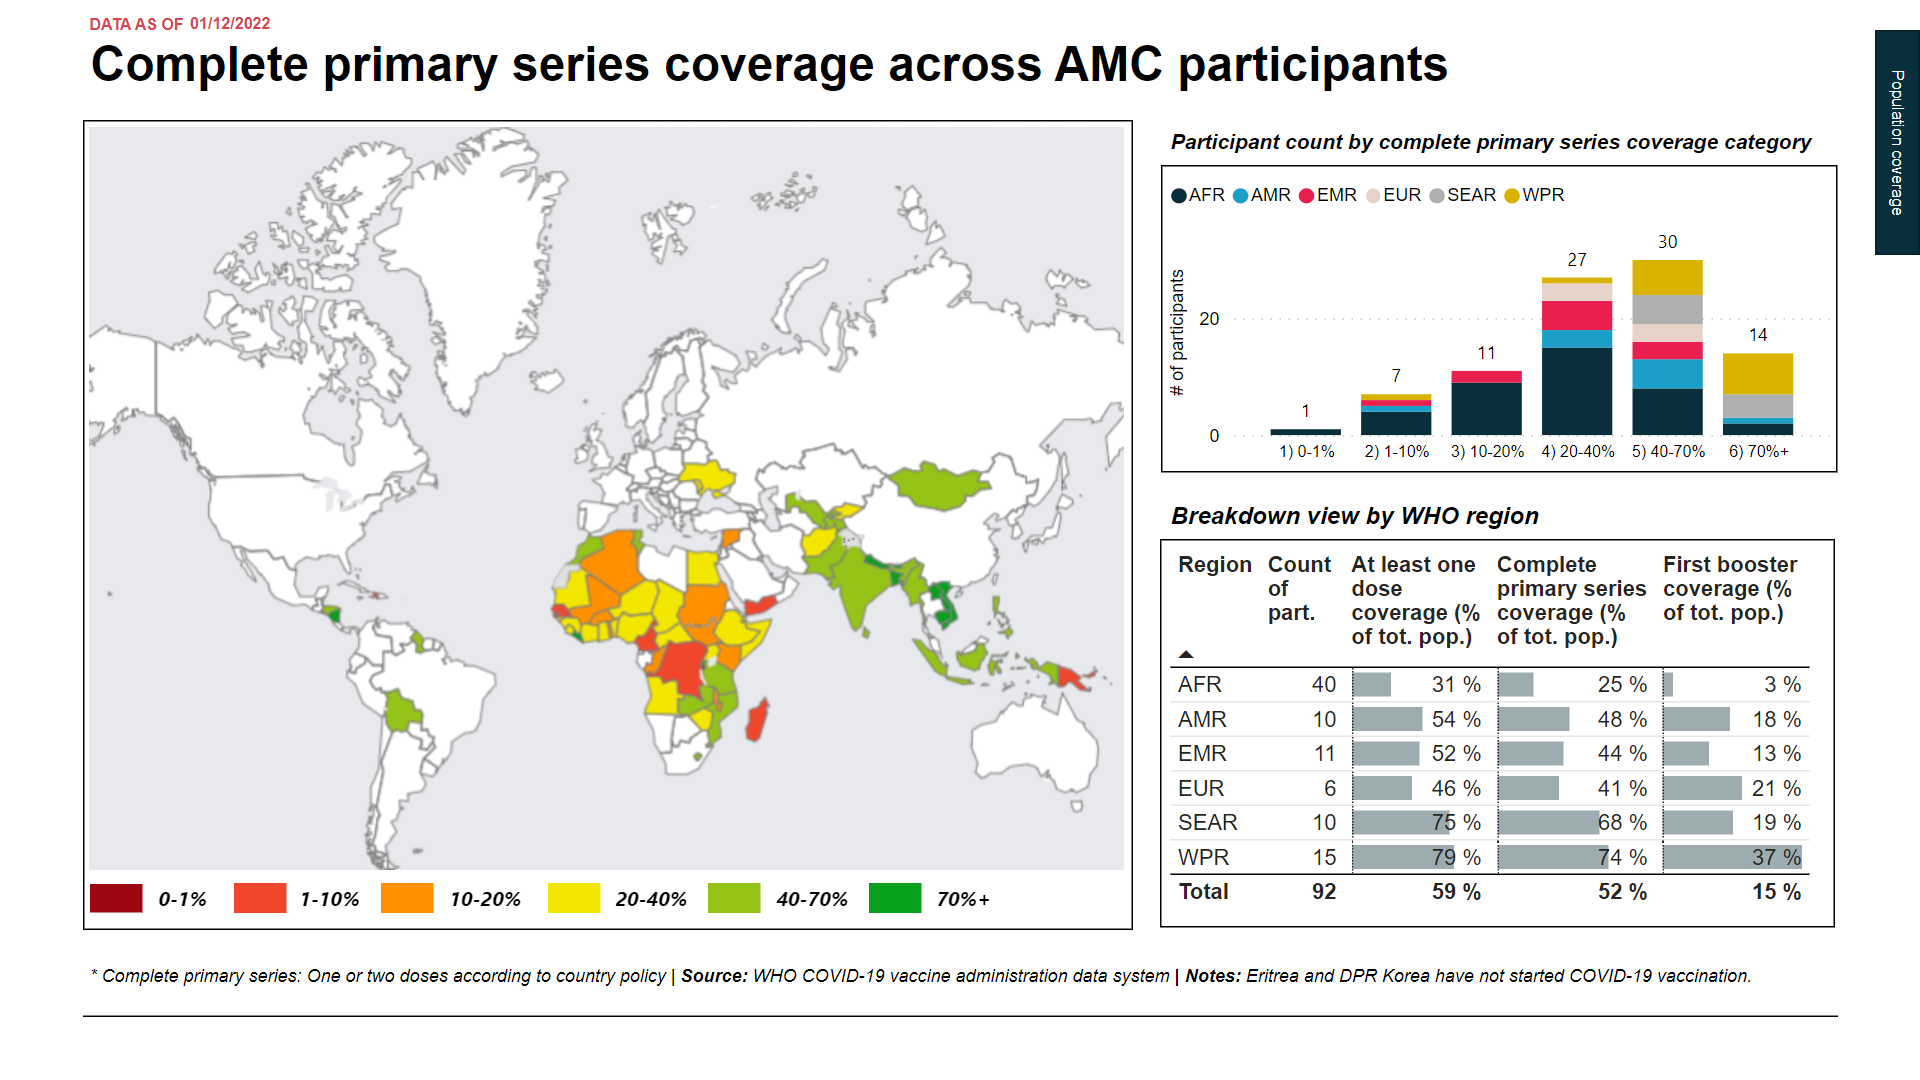 DATA AS OF 01/12/2022
Complete primary series coverage across AMC participants
Population coverage
0-1%
1-10%
10-20%
20-40%
40-70%
70%+
Participant count by complete primary series coverage category
AFR AMR EMR EUR SEAR WPR
# of participants
20
0
1
7
11
27
30
14
1) 0-1%
2) 1-10%
3) 10-20%
4) 20-40%
5) 40-70%
6) 70%+
Breakdown view by WHO region
Region
Count
of
part.
At least one
dose
coverage (%
of tot. pop.)
Complete
primary series
coverage (%
of tot. pop.)
First booster
coverage (%
of tot. pop.)
AFR 40 31 % 25 % 3 %
AMR 10 54 % 48 % 18 %
EMR 11 52 % 44 % 13 %
EUR 6 46 % 41 % 21 %
SEAR 10 75 % 68 % 19 %
WPR 15 79 % 74 % 37 %
Total 92 59 % 52 % 15 %
* Complete primary series: One or two doses according to country policy | Source: WHO COVID-19 vaccine administration data system | Notes: Eritrea and DPR Korea have not started COVID-19 vaccination.